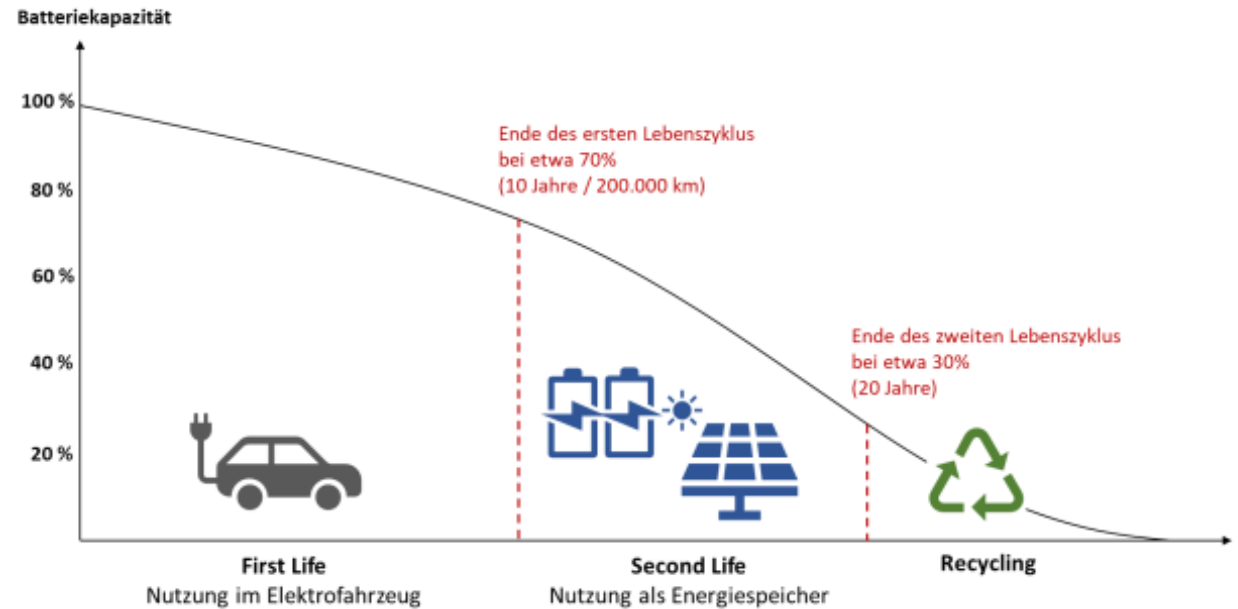 Batteriekapazität
100 %
80 %
60 %
40 %
20 %
Ende des ersten Lebenszyklus
bei etwa 70%
(10 Jahre / 200.000 km)
Ende des zweiten Lebenszyklus
bei etwa 30%
(20 Jahre)
First Life
Nutzung im Elektrofahrzeug
Second Life
Nutzung als Energiespeicher
Recycling